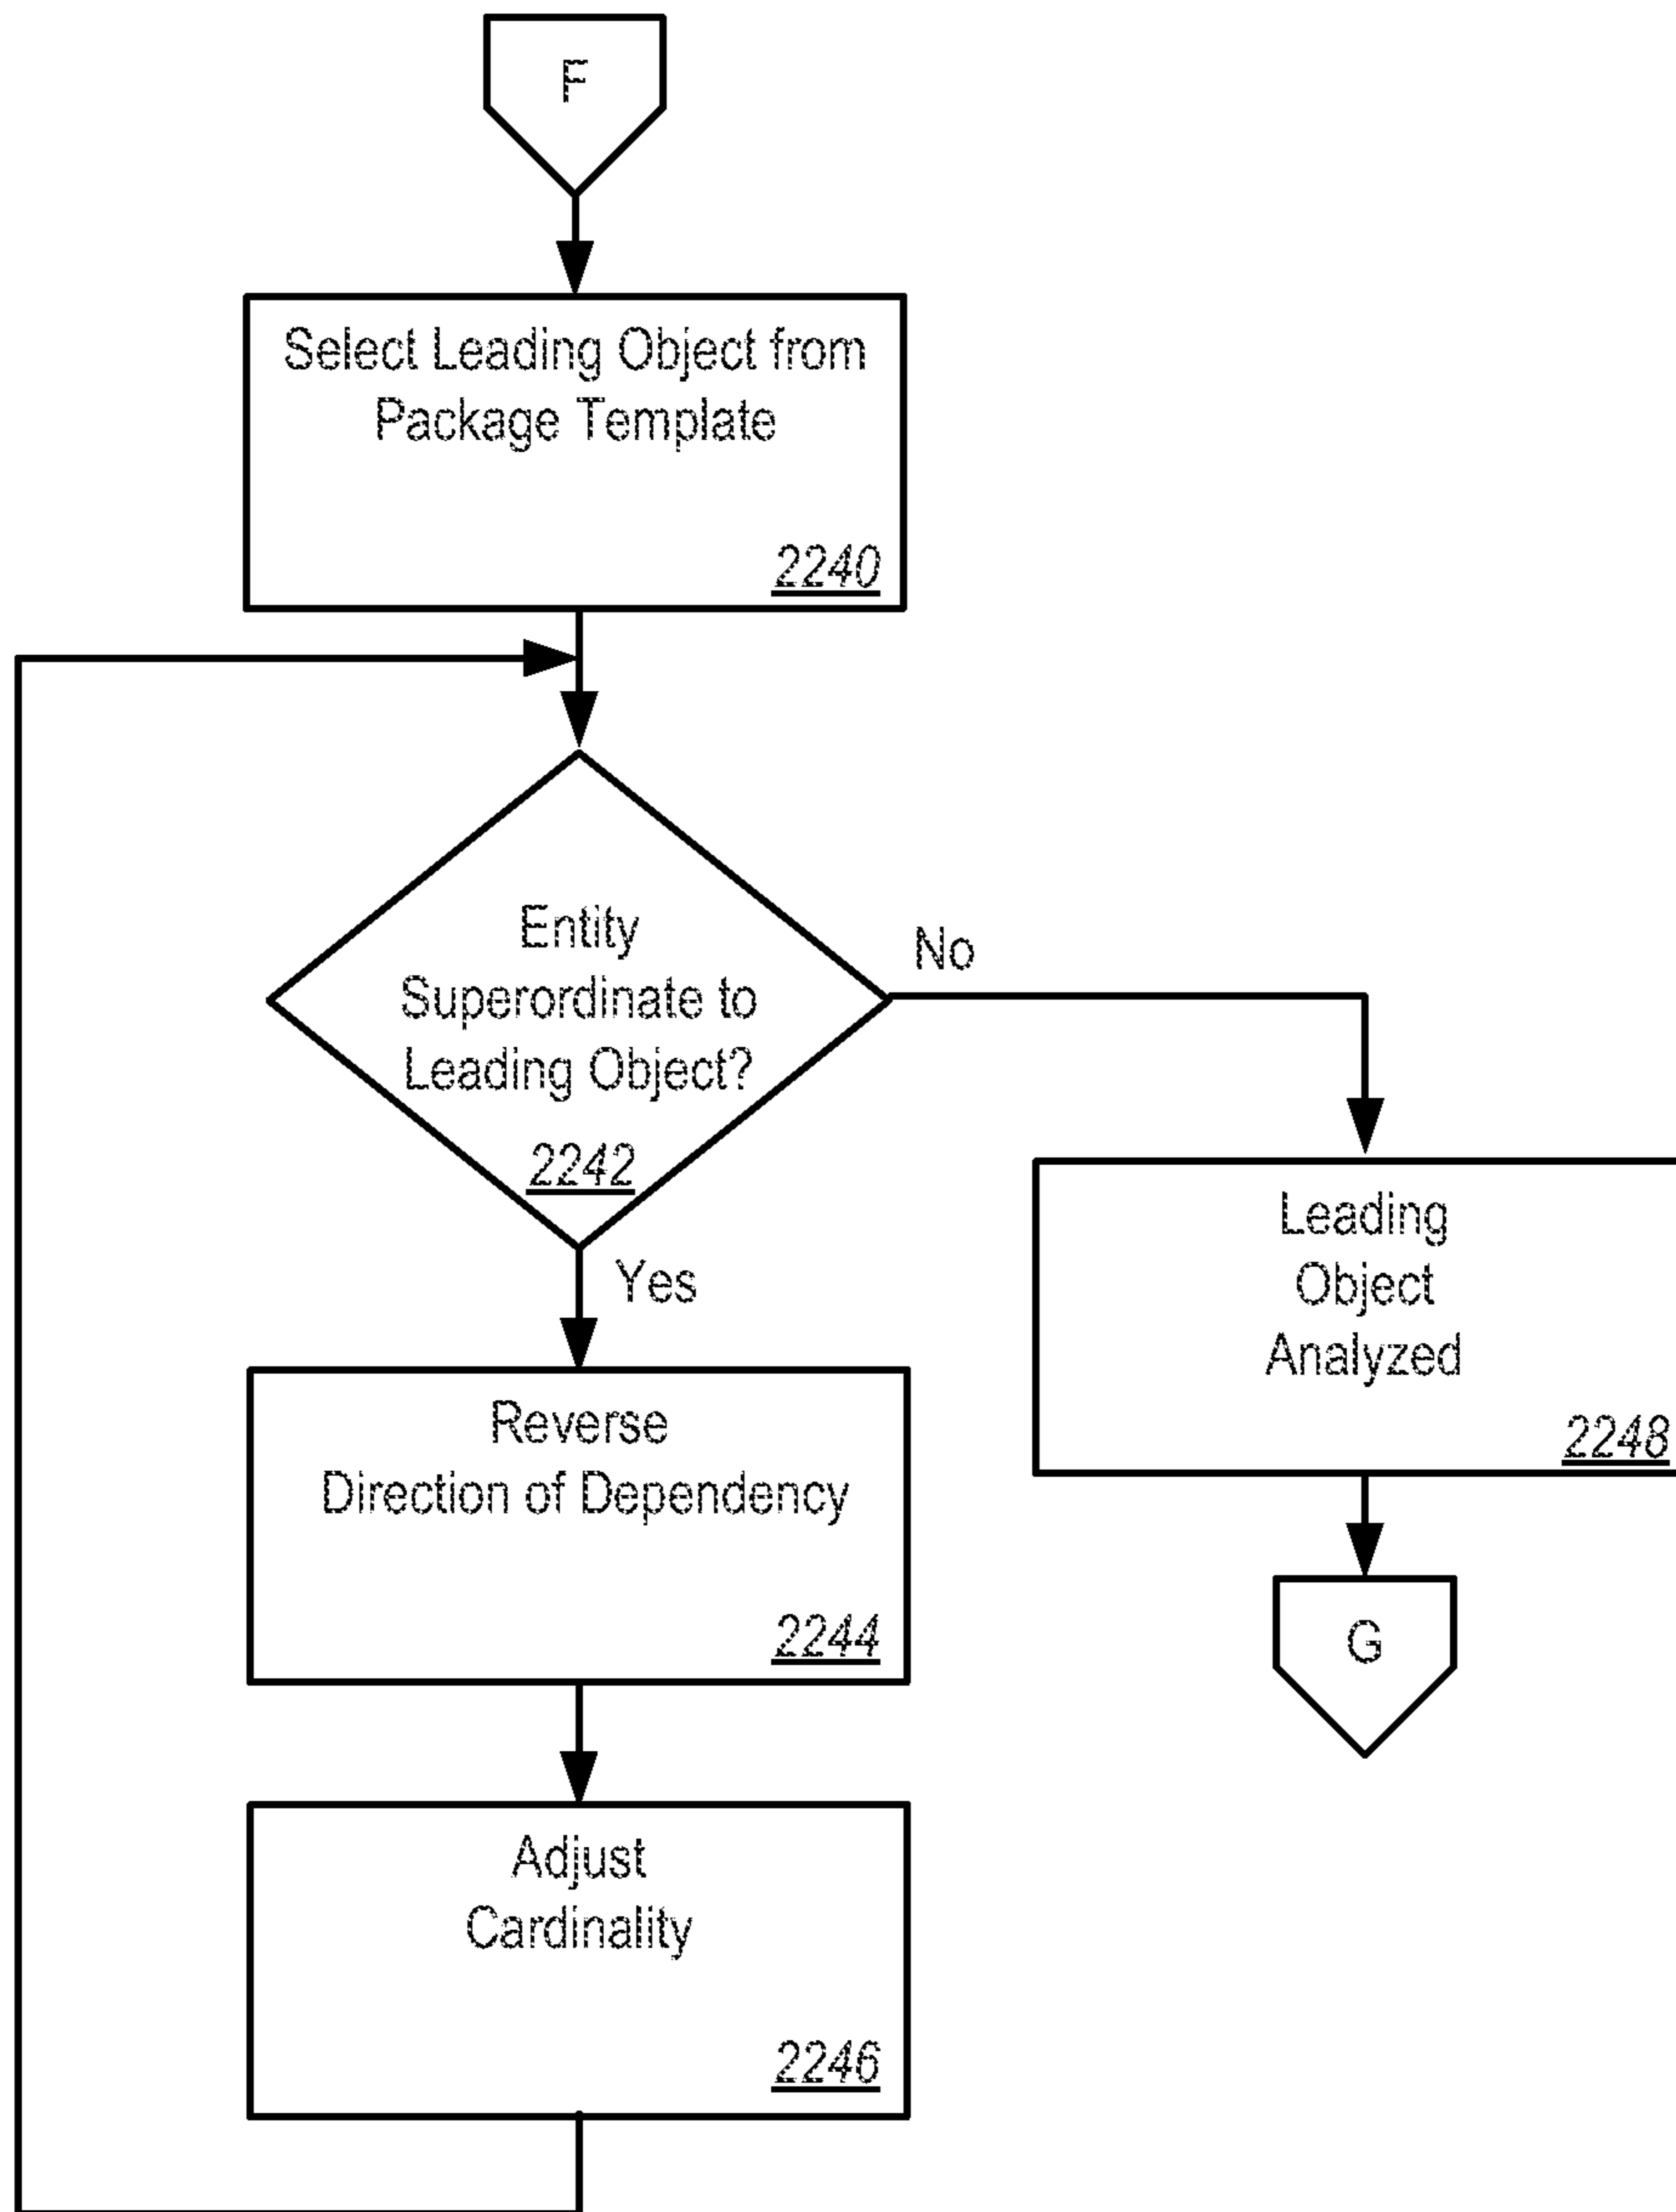 F
Select Leading Object from
Package Template
2240
Entity
Superordinate to
Leading Object?
2242
No
Yes
Leading
Object
Analyzed
2248
Reverse
Direction of Dependency
2244
G
Adjust
Cardinality
2246